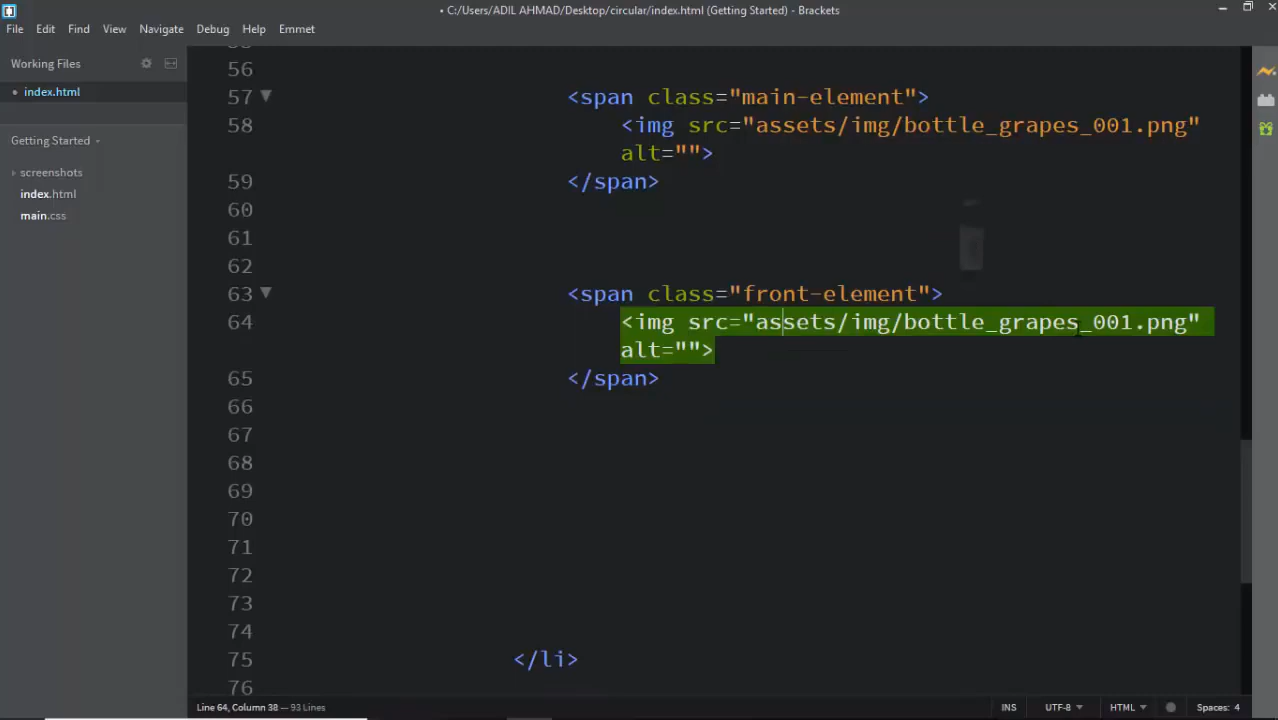 • C:/Users/ADIL AHMAD/Desktop/circular/index.html (Getting Started) - Brackets
File Edit Find View Navigate Debug Help Emmet
Working Files
• index.html
Getting Started
screenshots
index.html
main.css
56
57 <span class="main-element">
58 <img src="assets/img/bottle_grapes_001.png"
alt="">
59 </span>
60
61
62
63 <span class="front-element">
64 <img src="assets/img/bottle_grapes_001.png"
alt="">
65 </span>
66
67
68
69
70
71
72
73
74
75 </li>
76
Line 64, Column 38 — 93 Lines
INS UTF-8 HTML Spaces: 4